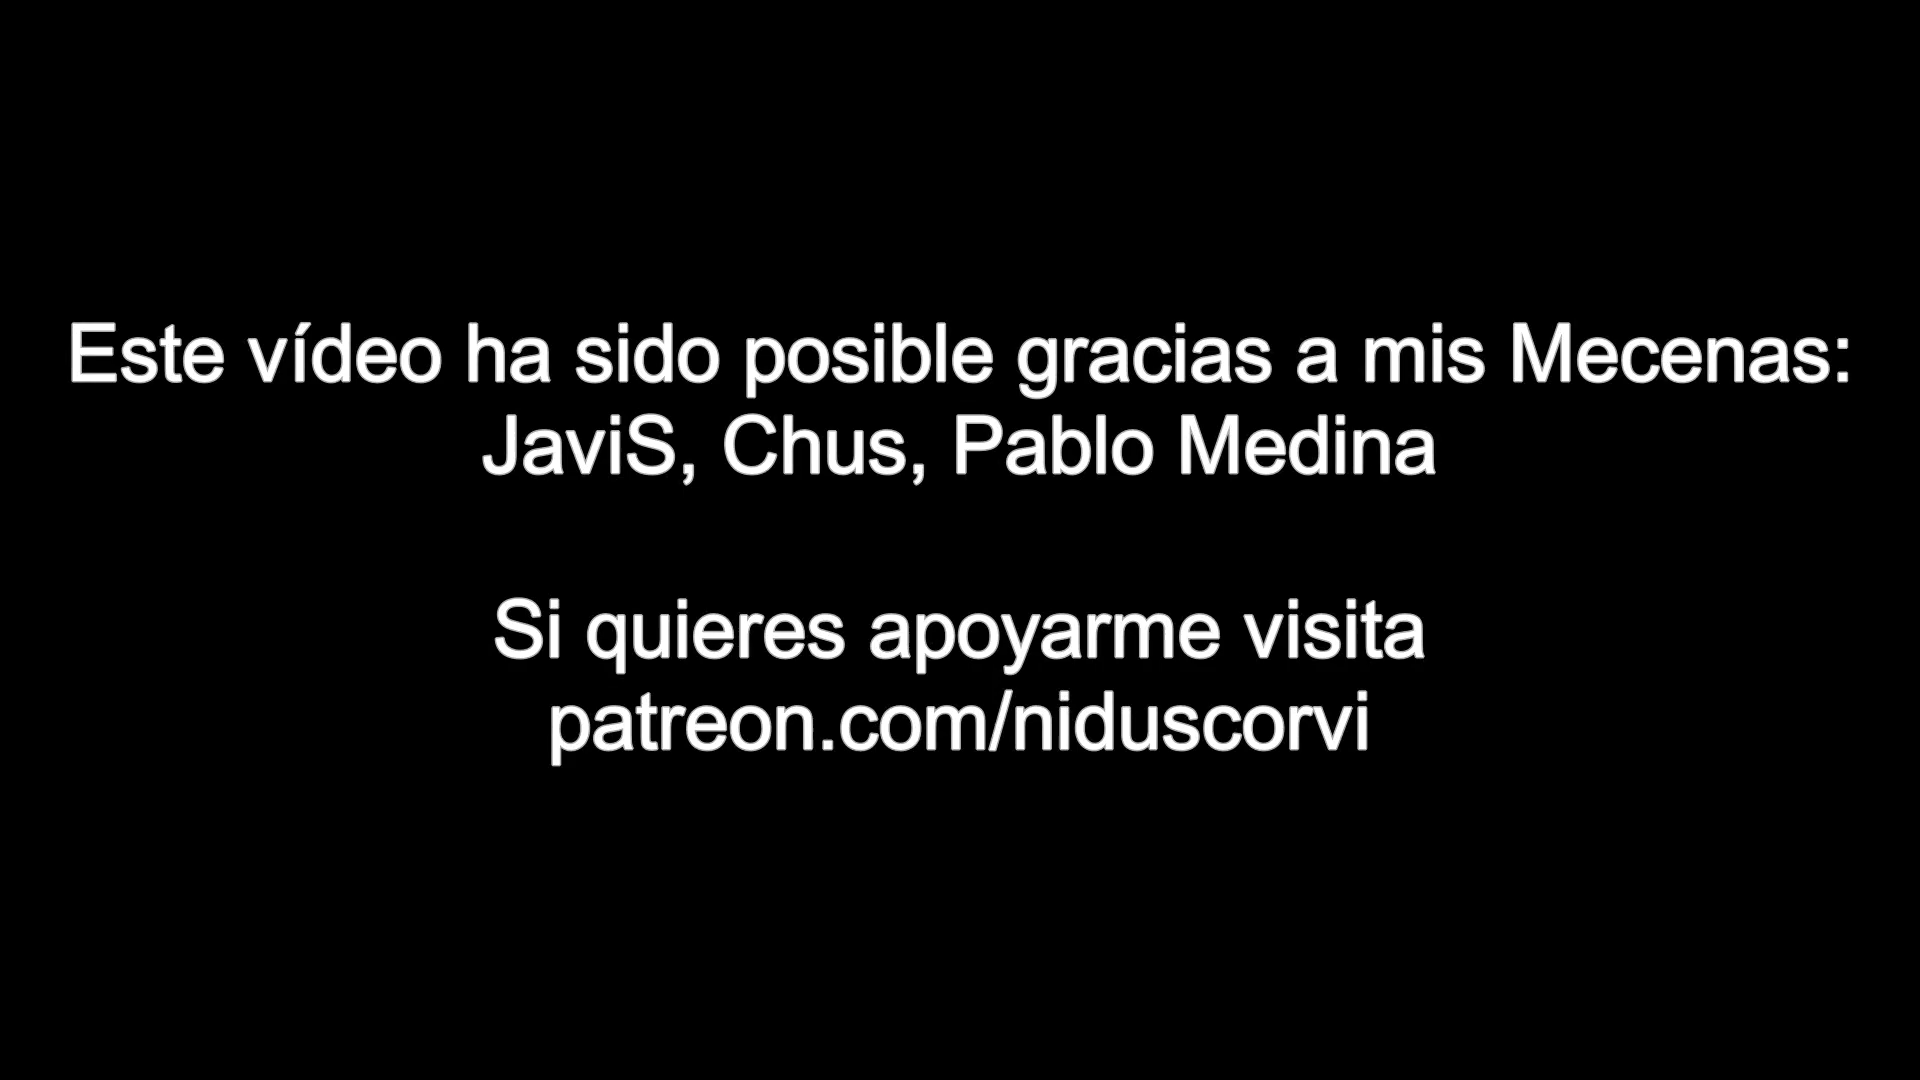 Este vídeo ha sido posible gracias a mis Mecenas:
JaviS, Chus, Pablo Medina
Si quieres apoyarme visita
patreon.com/niduscorvi